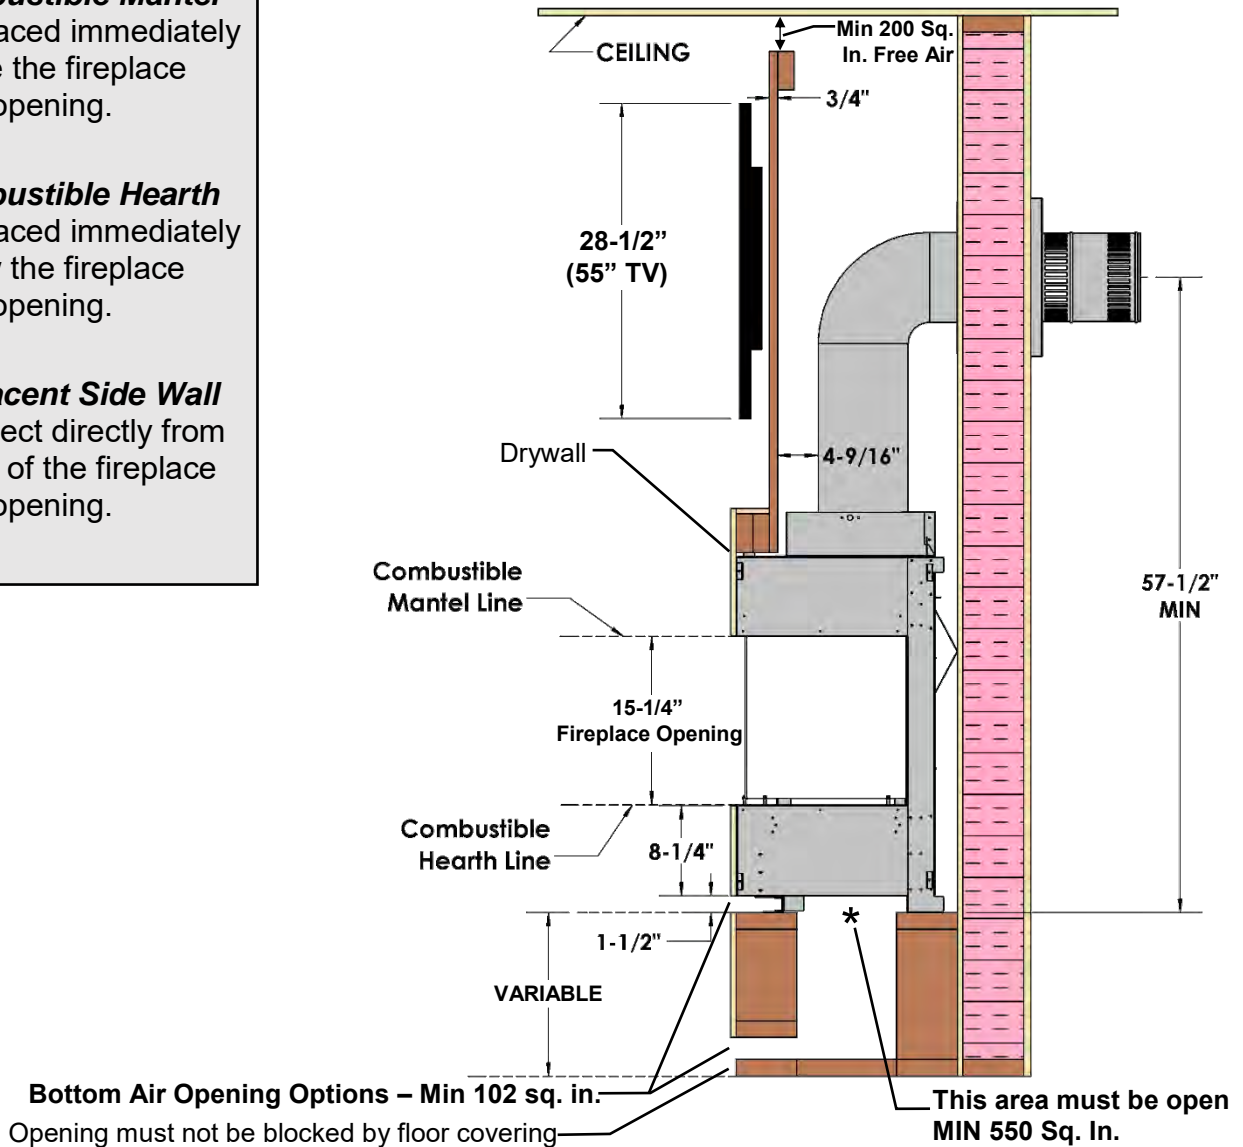 aced immediately
the fireplace
opening.
bustible Hearth
aced immediately
the fireplace
opening.
acent Side Wall
ect directly from
of the fireplace
opening.
CEILING
Min 200 Sq.
In. Free Air
3/4"
28-1/2”
(55” TV)
Drywall
4-9/16"
Combustible
Mantel Line
57-1/2"
MIN
15-1/4”
Fireplace Opening
Combustible
Hearth Line
8-1/4"
*
1-1/2"
VARIABLE
Bottom Air Opening Options – Min 102 sq. in.
Opening must not be blocked by floor covering
This area must be open
MIN 550 Sq. In.